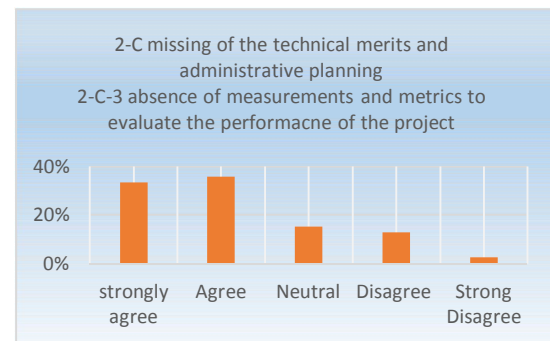 2-C missing of the technical merits and
administrative planning
2-C-3 absence of measurements and metrics to
evaluate the performacne of the project
40%
20%
0%
strongly agree
Agree
Neutral
Disagree
Strong Disagree